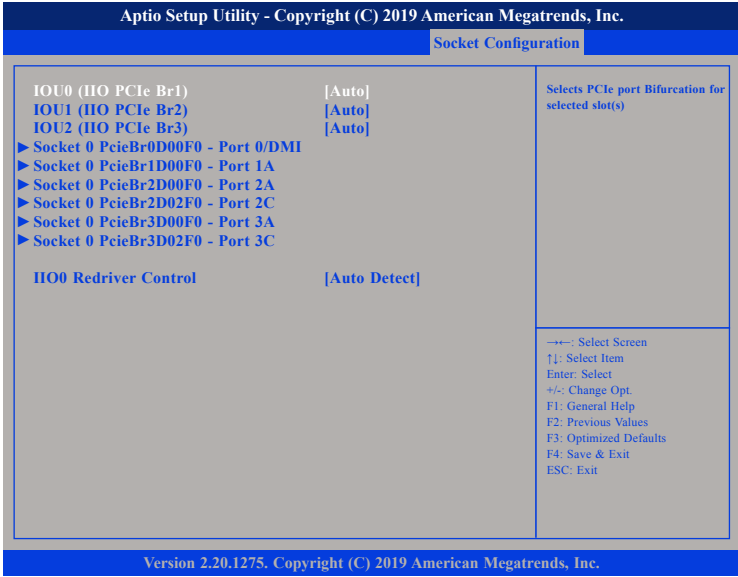 Aptio Setup Utility - Copyright (C) 2019 American Megatrends, Inc.
Socket Configuration
IOU0 (IIO PCIe Br1) [Auto]
IOU1 (IIO PCIe Br2) [Auto]
IOU2 (IIO PCIe Br3) [Auto]
►Socket 0 PcieBr0D00F0 - Port 0/DMI
►Socket 0 PcieBr1D00F0 - Port 1A
►Socket 0 PcieBr2D00F0 - Port 2A
►Socket 0 PcieBr2D02F0 - Port 2C
►Socket 0 PcieBr3D00F0 - Port 3A
►Socket 0 PcieBr3D02F0 - Port 3C
IIO0 Redriver Control [Auto Detect]
Selects PCIe port Bifurcation for
selected slot(s)
→←: Select Screen
↑↓: Select Item
Enter: Select
+/-: Change Opt.
F1: General Help
F2: Previous Values
F3: Optimized Defaults
F4: Save & Exit
ESC: Exit
Version 2.20.1275. Copyright (C) 2019 American Megatrends, Inc.